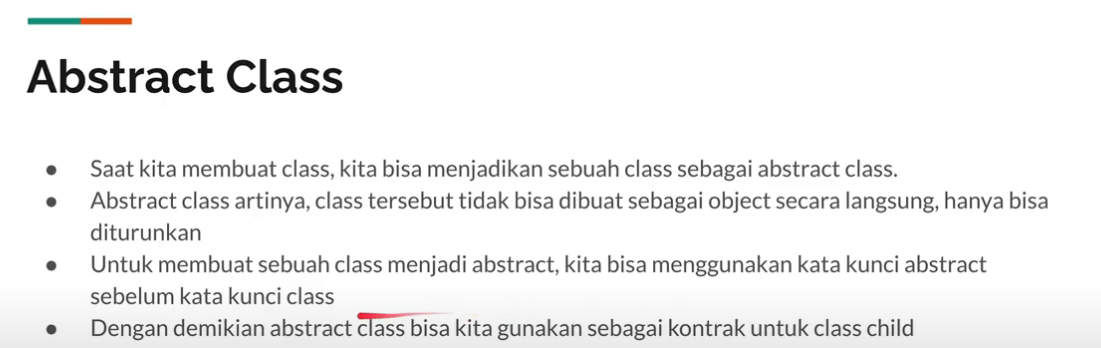 Abstract Class
● Saat kita membuat class, kita bisa menjadikan sebuah class sebagai abstract class.
● Abstract class artinya, class tersebut tidak bisa dibuat sebagai object secara langsung, hanya bisa
diturunkan
● Untuk membuat sebuah class menjadi abstract, kita bisa menggunakan kata kunci abstract
sebelum kata kunci class
● Dengan demikian abstract class bisa kita gunakan sebagai kontrak untuk class child